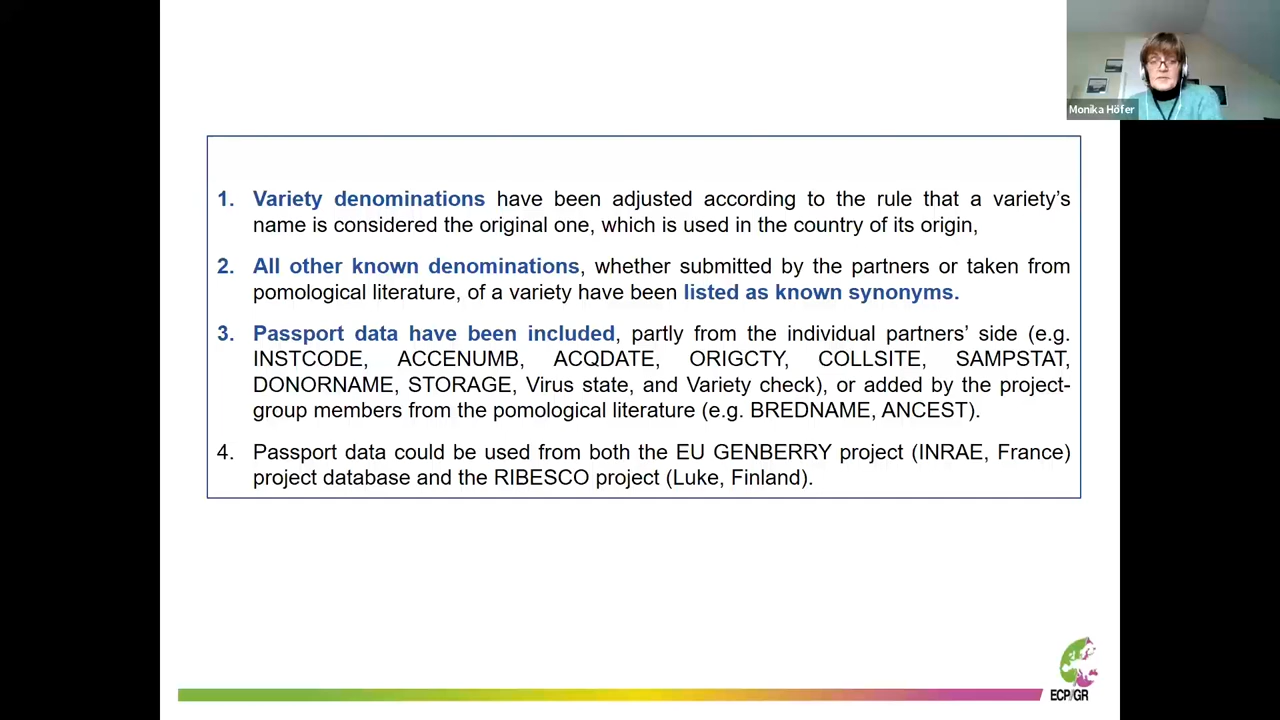 Monika Höfer
1. Variety denominations have been adjusted according to the rule that a variety’s
name is considered the original one, which is used in the country of its origin,
2. All other known denominations, whether submitted by the partners or taken from
pomological literature, of a variety have been listed as known synonyms.
3. Passport data have been included, partly from the individual partners’ side (e.g.
INSTCODE, ACCENUMB, ACQDATE, ORIGCTY, COLLSITE, SAMPSTAT,
DONORNAME, STORAGE, Virus state, and Variety check), or added by the project-
group members from the pomological literature (e.g. BREDNAME, ANCEST).
4. Passport data could be used from both the EU GENBERRY project (INRAE, France)
project database and the RIBESCO project (Luke, Finland).
ECP/GR